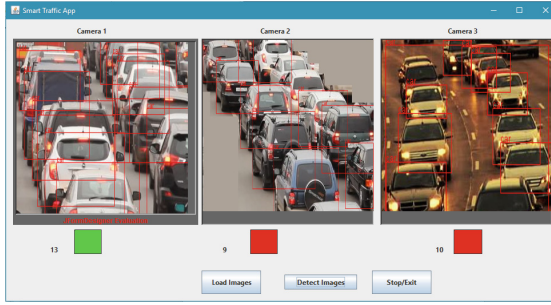 Smart Traffic App
Camera 1
Camera 2
Camera 3
13
9
10
Load Images
Detect Images
Stop/Exit